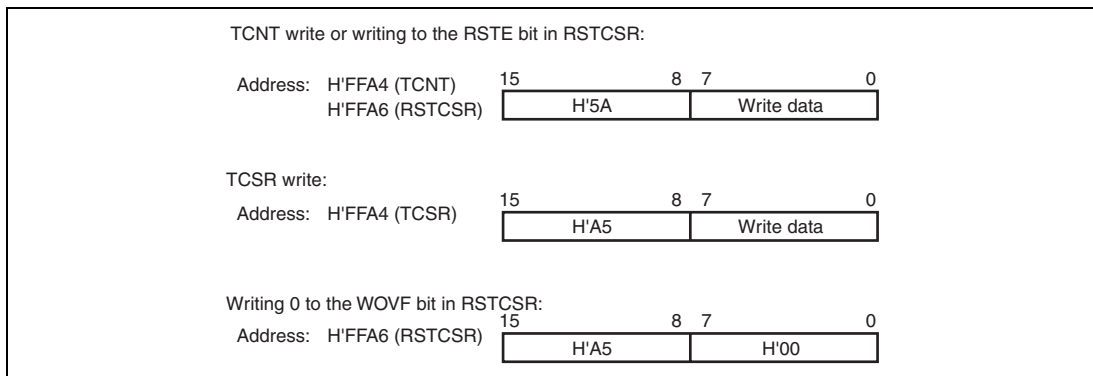 TCNT write or writing to the RSTE bit in RSTCSR:
15 8 7 0
Address: H'FFA4 (TCNT)
H'FFA6 (RSTCSR) H'5A Write data
TCSR write:
15 8 7 0
Address: H'FFA4 (TCSR)
H'A5 Write data
Writing 0 to the WOVF bit in RSTCSR:
15 8 7 0
Address: H'FFA6 (RSTCSR)
H'A5 H'00